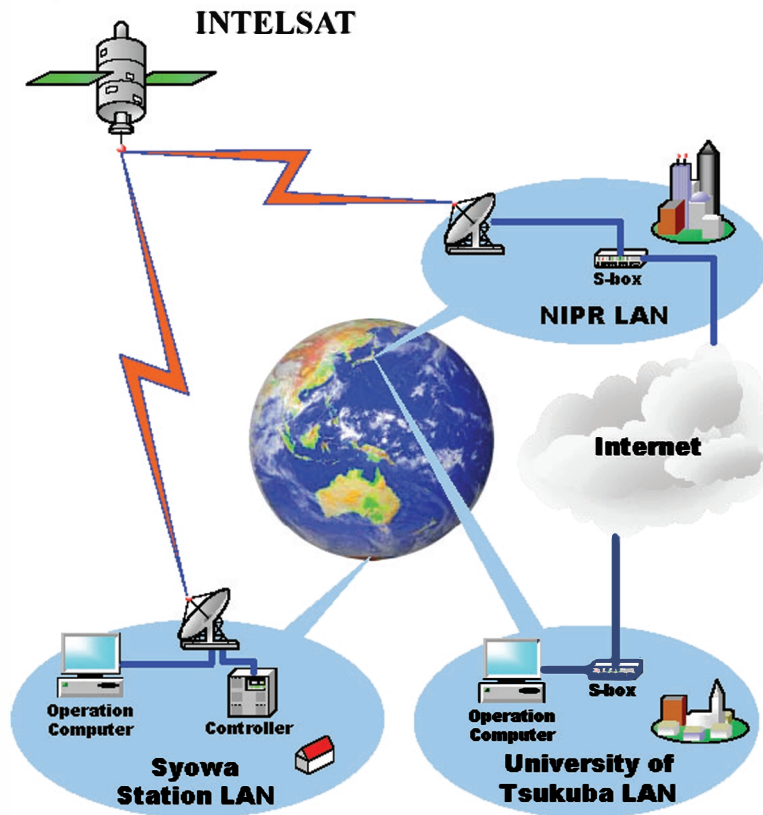 INTELSAT
S-box
NIPR LAN
Internet
Operation
Computer
Controller
Syowa
Station LAN
S-box
Operation
Computer
University of
Tsukuba LAN